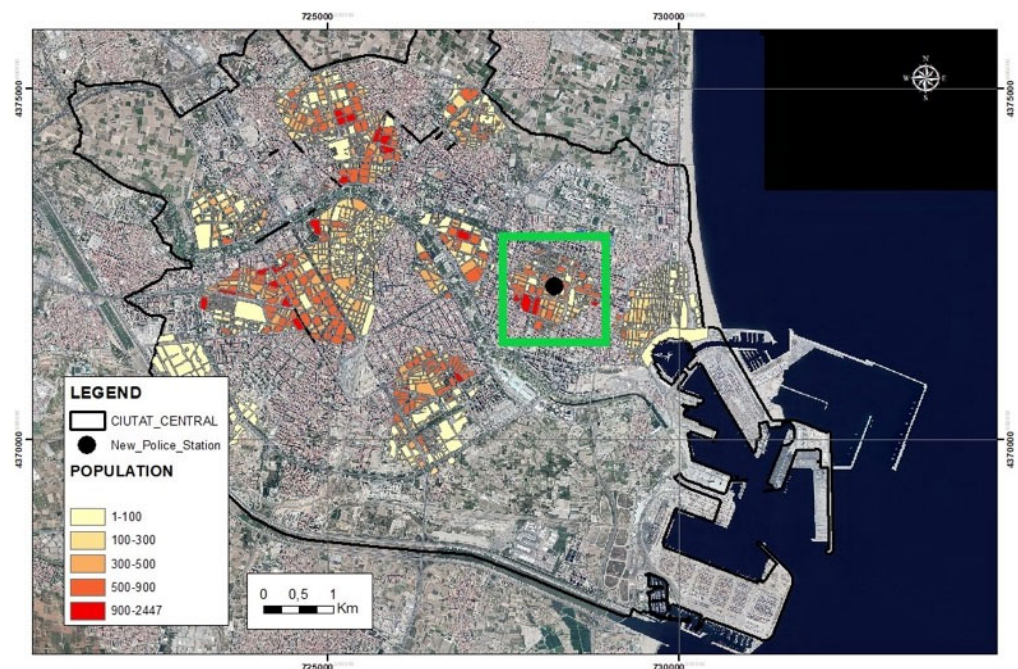 725000
730000
N
W E
S
4375000
4375000
LEGEND
CIUTAT_CENTRAL
New_Police_Station
POPULATION
1-100
100-300
300-500
500-900
900-2447
0 0,5 1
Km
4370000
4370000
725000
730000